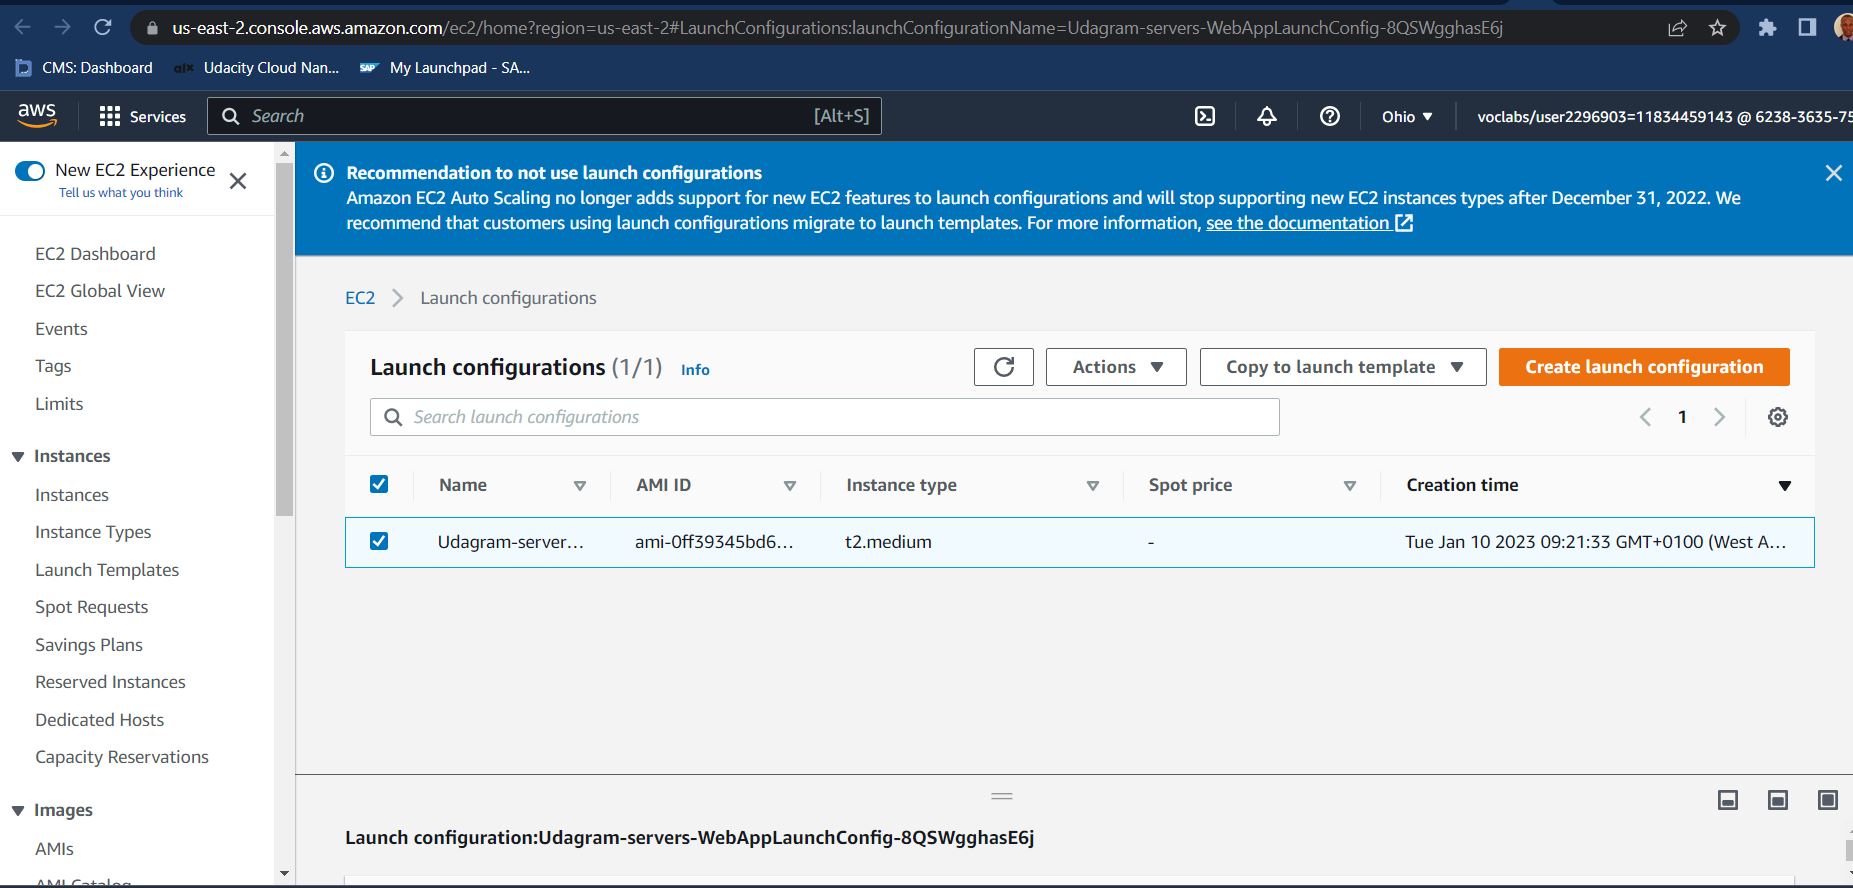 us-east-2.console.aws.amazon.com/ec2/home?region=us-east-2#LaunchConfigurations:launchConfigurationName=Udagram-servers-WebAppLaunchConfig-8QSWgghasE6j
CMS: Dashboard alx Udacity Cloud Nan... SAP My Launchpad - SA...
aws Services Search [Alt+S] Ohio ▼ voclabs/user2296903=11834459143 @ 6238-3635-75
New EC2 Experience
Tell us what you think
Recommendation to not use launch configurations
Amazon EC2 Auto Scaling no longer adds support for new EC2 features to launch configurations and will stop supporting new EC2 instances types after December 31, 2022. We
recommend that customers using launch configurations migrate to launch templates. For more information, see the documentation
EC2 Dashboard
EC2 Global View
Events
Tags
Limits
Instances
Instances
Instance Types
Launch Templates
Spot Requests
Savings Plans
Reserved Instances
Dedicated Hosts
Capacity Reservations
Images
AMIs
AMI Catalog
EC2 > Launch configurations
Launch configurations (1/1) Info Actions Copy to launch template Create launch configuration
Search launch configurations 1
Name AMI ID Instance type Spot price Creation time
Udagram-server... ami-0ff39345bd6... t2.medium - Tue Jan 10 2023 09:21:33 GMT+0100 (West A...
Launch configuration:Udagram-servers-WebAppLaunchConfig-8QSWgghasE6j